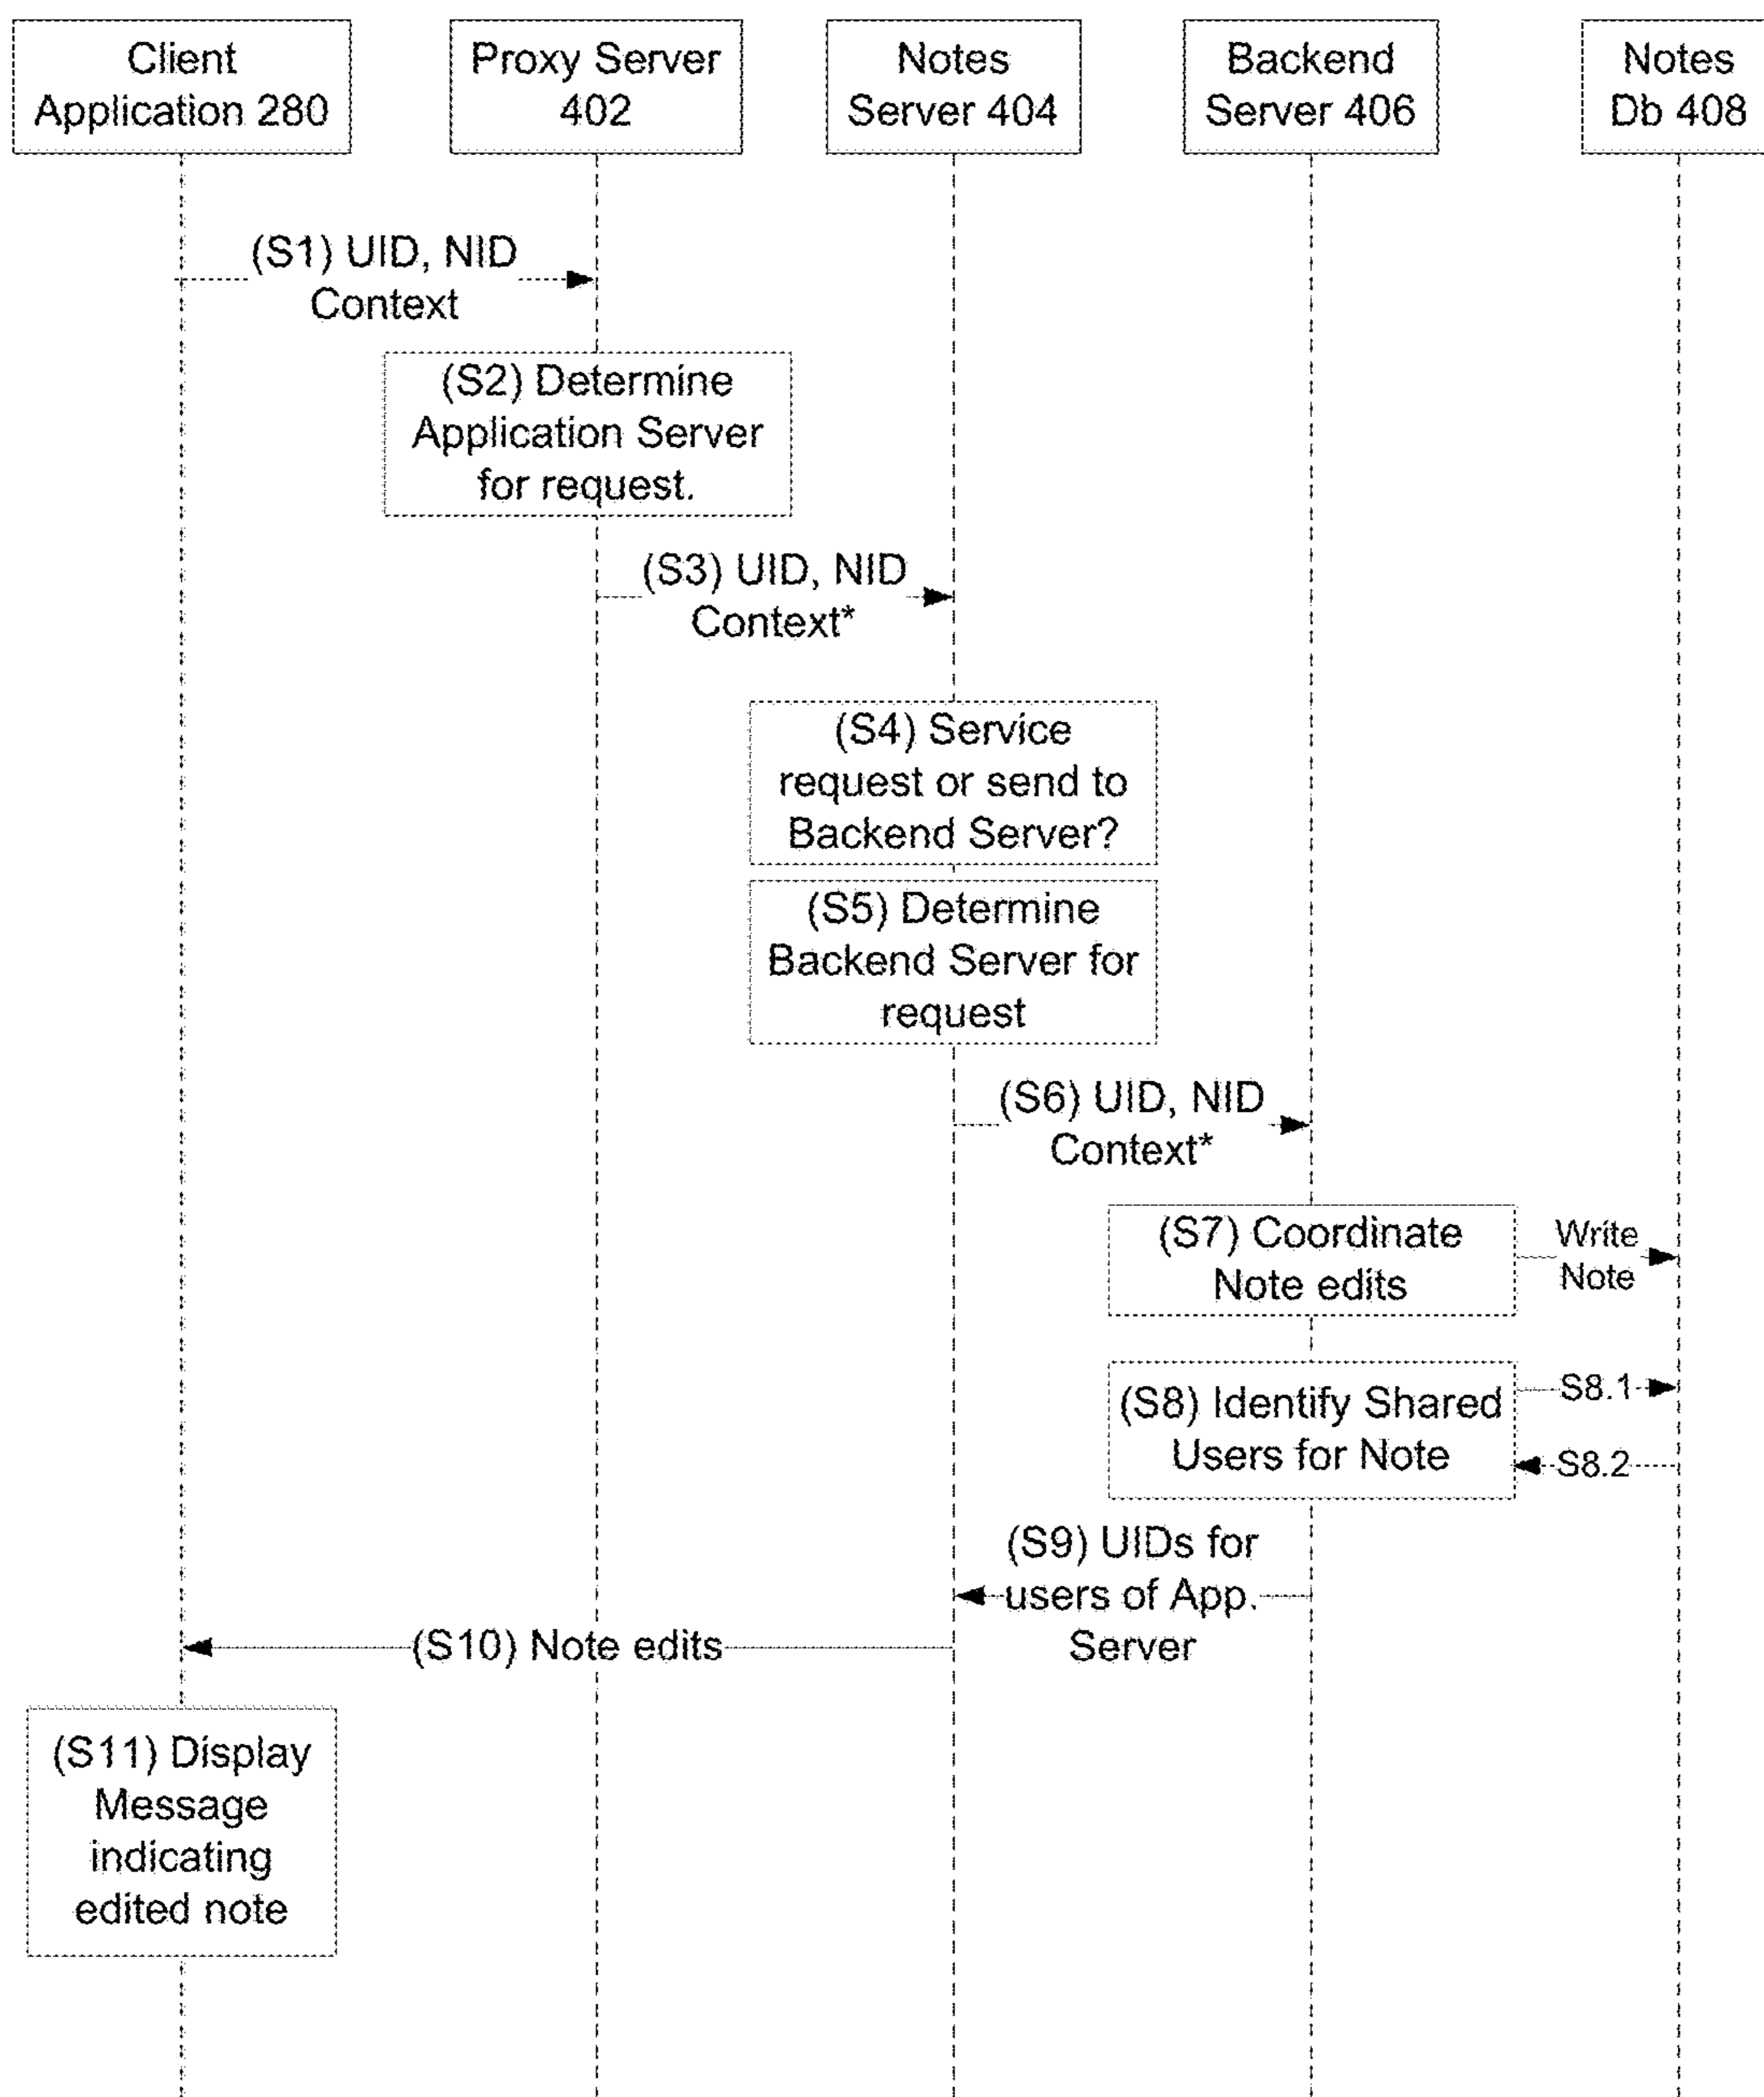 Client
Application 280
Proxy Server
402
Notes
Server 404
Backend
Server 406
Notes
Db 408
(S1) UID, NID
Context
(S2) Determine
Application Server
for request.
(S3) UID, NID
Context*
(S4) Service
request or send to
Backend Server?
(S5) Determine
Backend Server for
request
(S6) UID, NID
Context*
(S7) Coordinate
Note edits
Write
Note
(S8) Identify Shared
Users for Note
S8.1
S8.2
(S9) UIDs for
users of App.
Server
(S10) Note edits
(S11) Display
Message
indicating
edited note